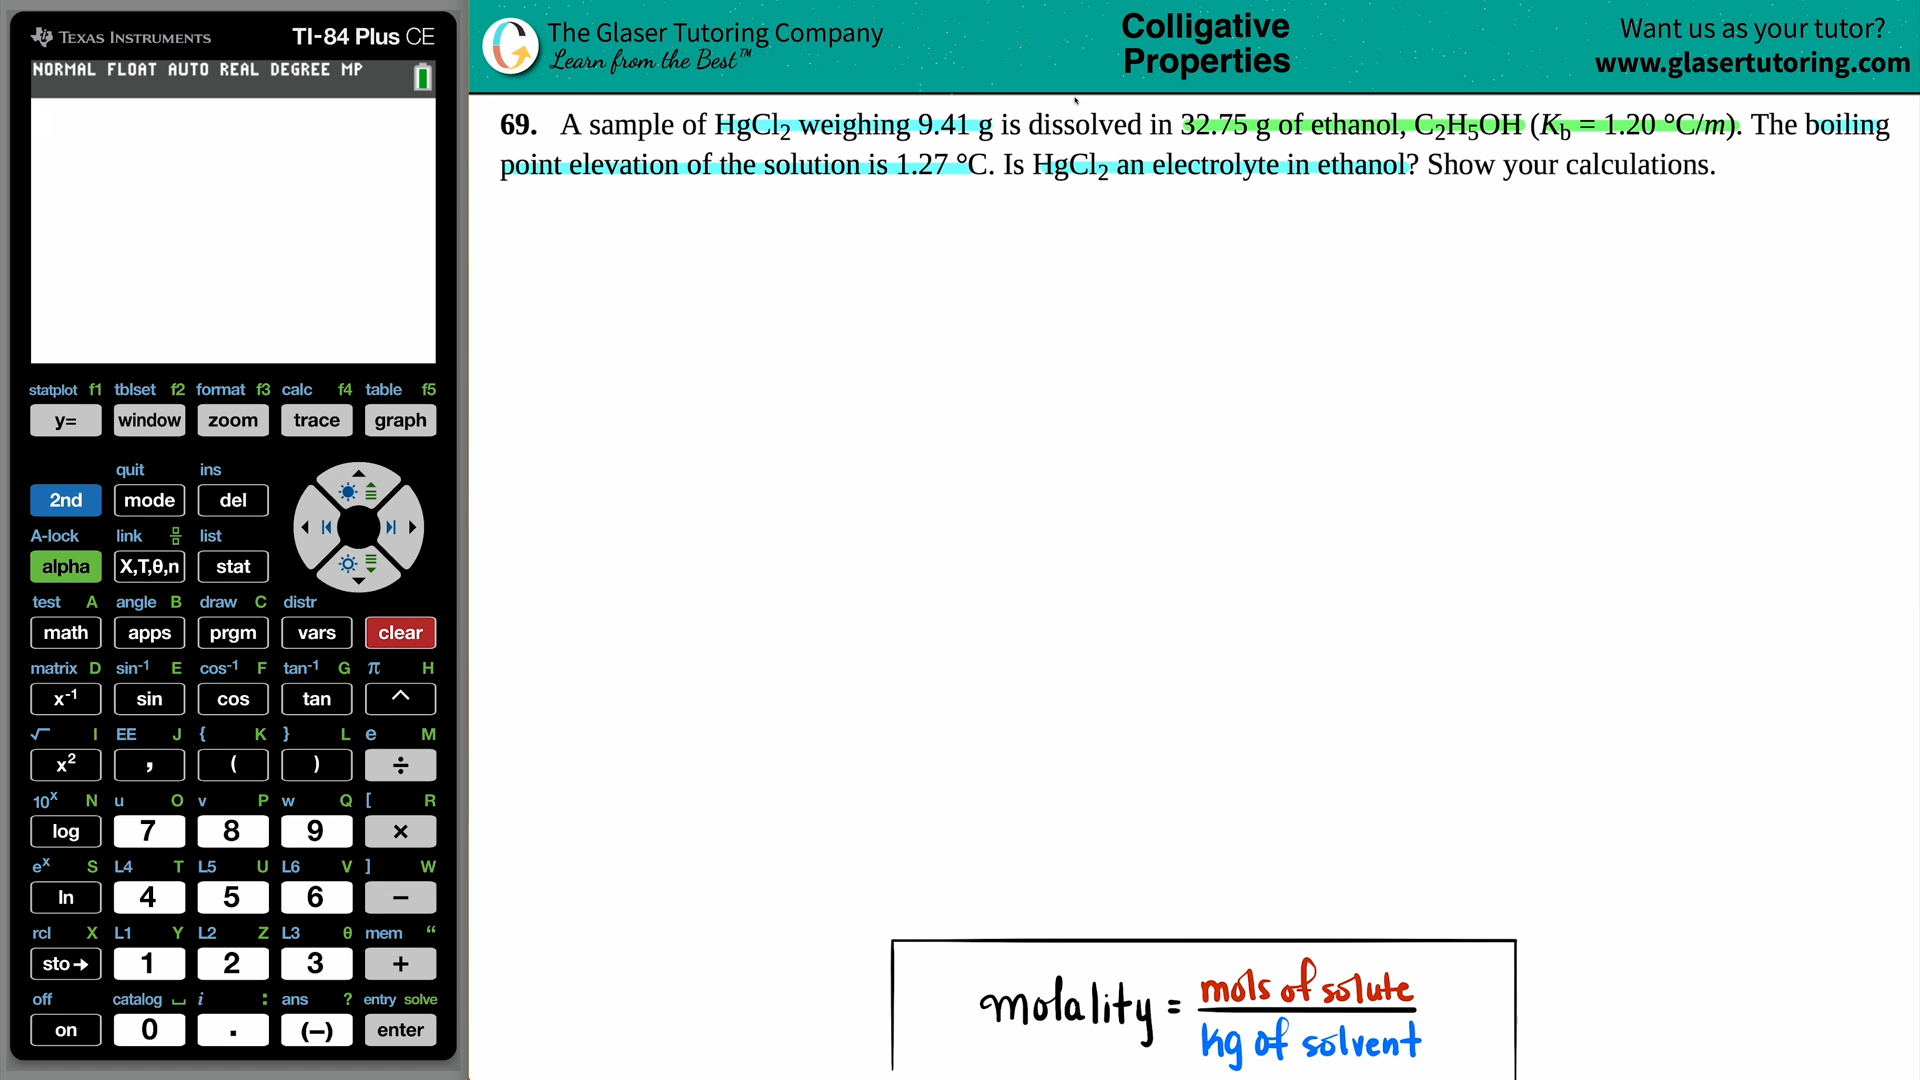 TEXAS INSTRUMENTS TI-84 Plus CE
NORMAL FLOAT AUTO REAL DEGREE MP
statplot f1 tblset f2 format f3 calc f4 table f5
y= window zoom trace graph
quit ins
2nd mode del
A-lock link list
alpha X,T,θ,n stat
test A angle B draw C distr
math apps prgm vars clear
matrix D sin⁻¹ E cos⁻¹ F tan⁻¹ G π H
x⁻¹ sin cos tan ^
√ I EE J { K } L e M
x² , ( ) ÷
10ˣ N u O v P w Q [ R
log 7 8 9 ×
eˣ S L4 T L5 U L6 V ] W
ln 4 5 6 −
rcl X L1 Y L2 Z L3 θ mem “
sto→ 1 2 3 +
off catalog ⎵ i : ans ? entry solve
on 0 . (−) enter
The Glaser Tutoring Company
Learn from the Best™
Colligative
Properties
Want us as your tutor?
www.glasertutoring.com
69. A sample of HgCl₂ weighing 9.41 g is dissolved in 32.75 g of ethanol, C₂H₅OH (K_b = 1.20 °C/m). The boiling
point elevation of the solution is 1.27 °C. Is HgCl₂ an electrolyte in ethanol? Show your calculations.
molality = mols of solute
kg of solvent